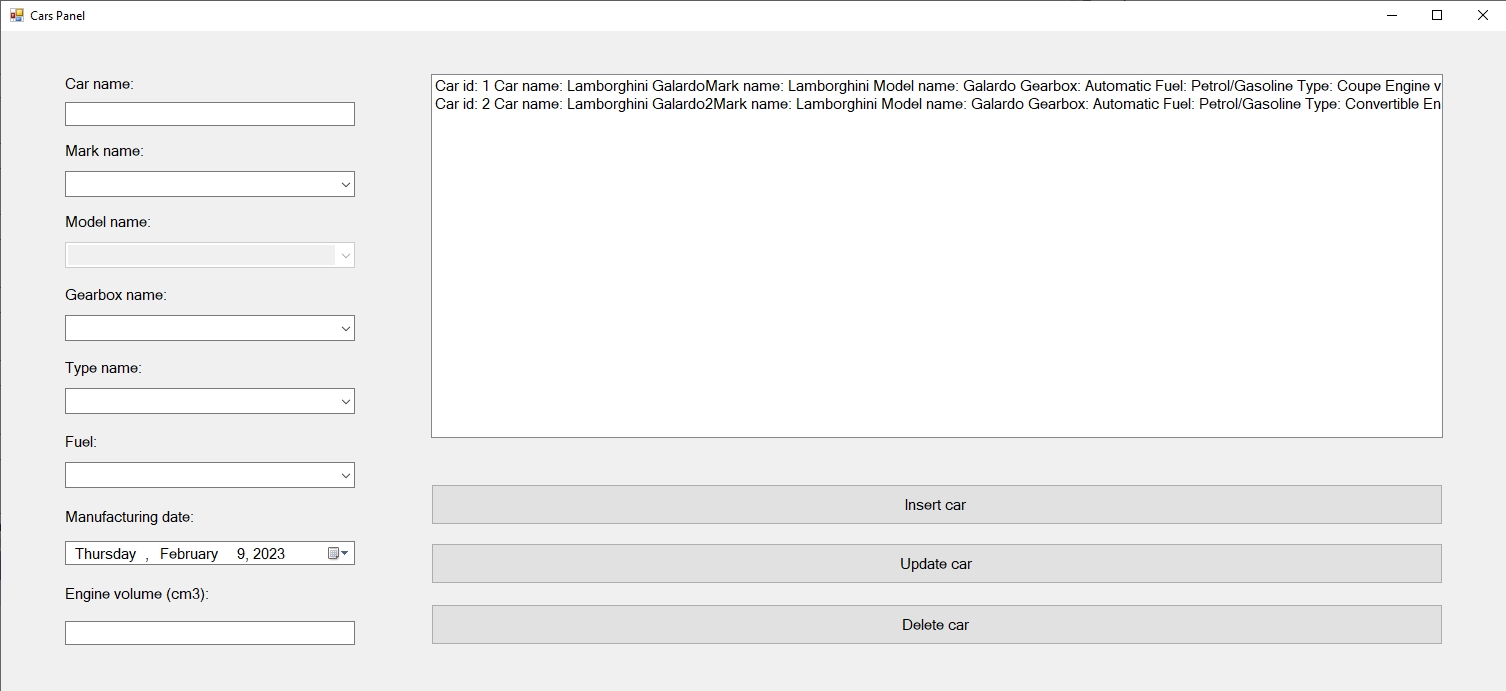 Cars Panel
Car name:
Mark name:
Model name:
Gearbox name:
Type name:
Fuel:
Manufacturing date:
Thursday , February 9, 2023
Engine volume (cm3):
Car id: 1 Car name: Lamborghini GalardoMark name: Lamborghini Model name: Galardo Gearbox: Automatic Fuel: Petrol/Gasoline Type: Coupe Engine v
Car id: 2 Car name: Lamborghini Galardo2Mark name: Lamborghini Model name: Galardo Gearbox: Automatic Fuel: Petrol/Gasoline Type: Convertible En
Insert car
Update car
Delete car